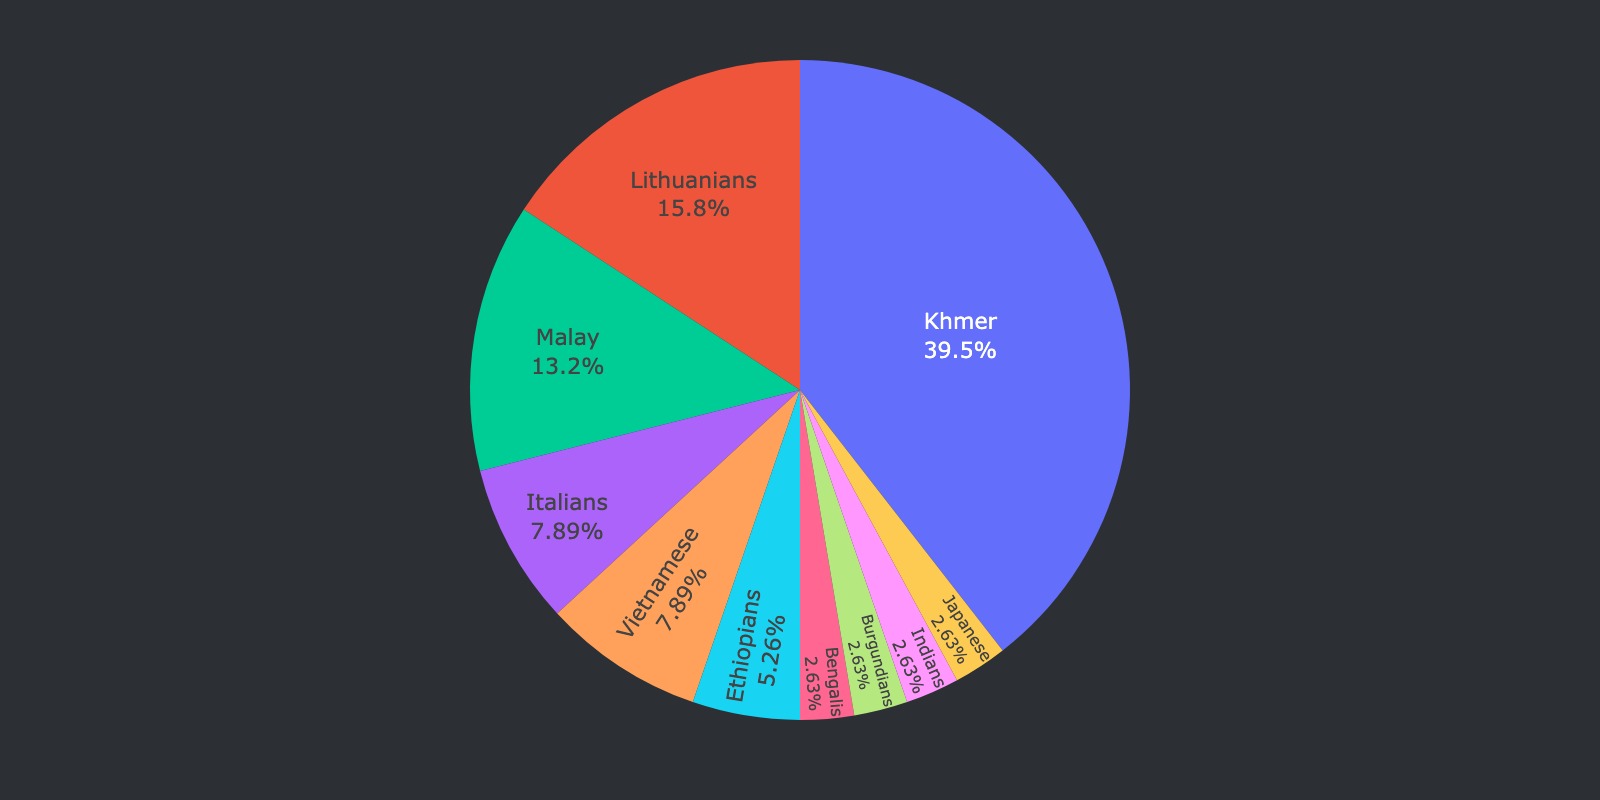 Lithuanians
15.8%
Khmer
39.5%
Malay
13.2%
Italians
7.89%
Vietnamese
7.89%
Ethiopians
5.26%
Bengalis
2.63%
Burgundians
2.63%
Indians
2.63%
Japanese
2.63%